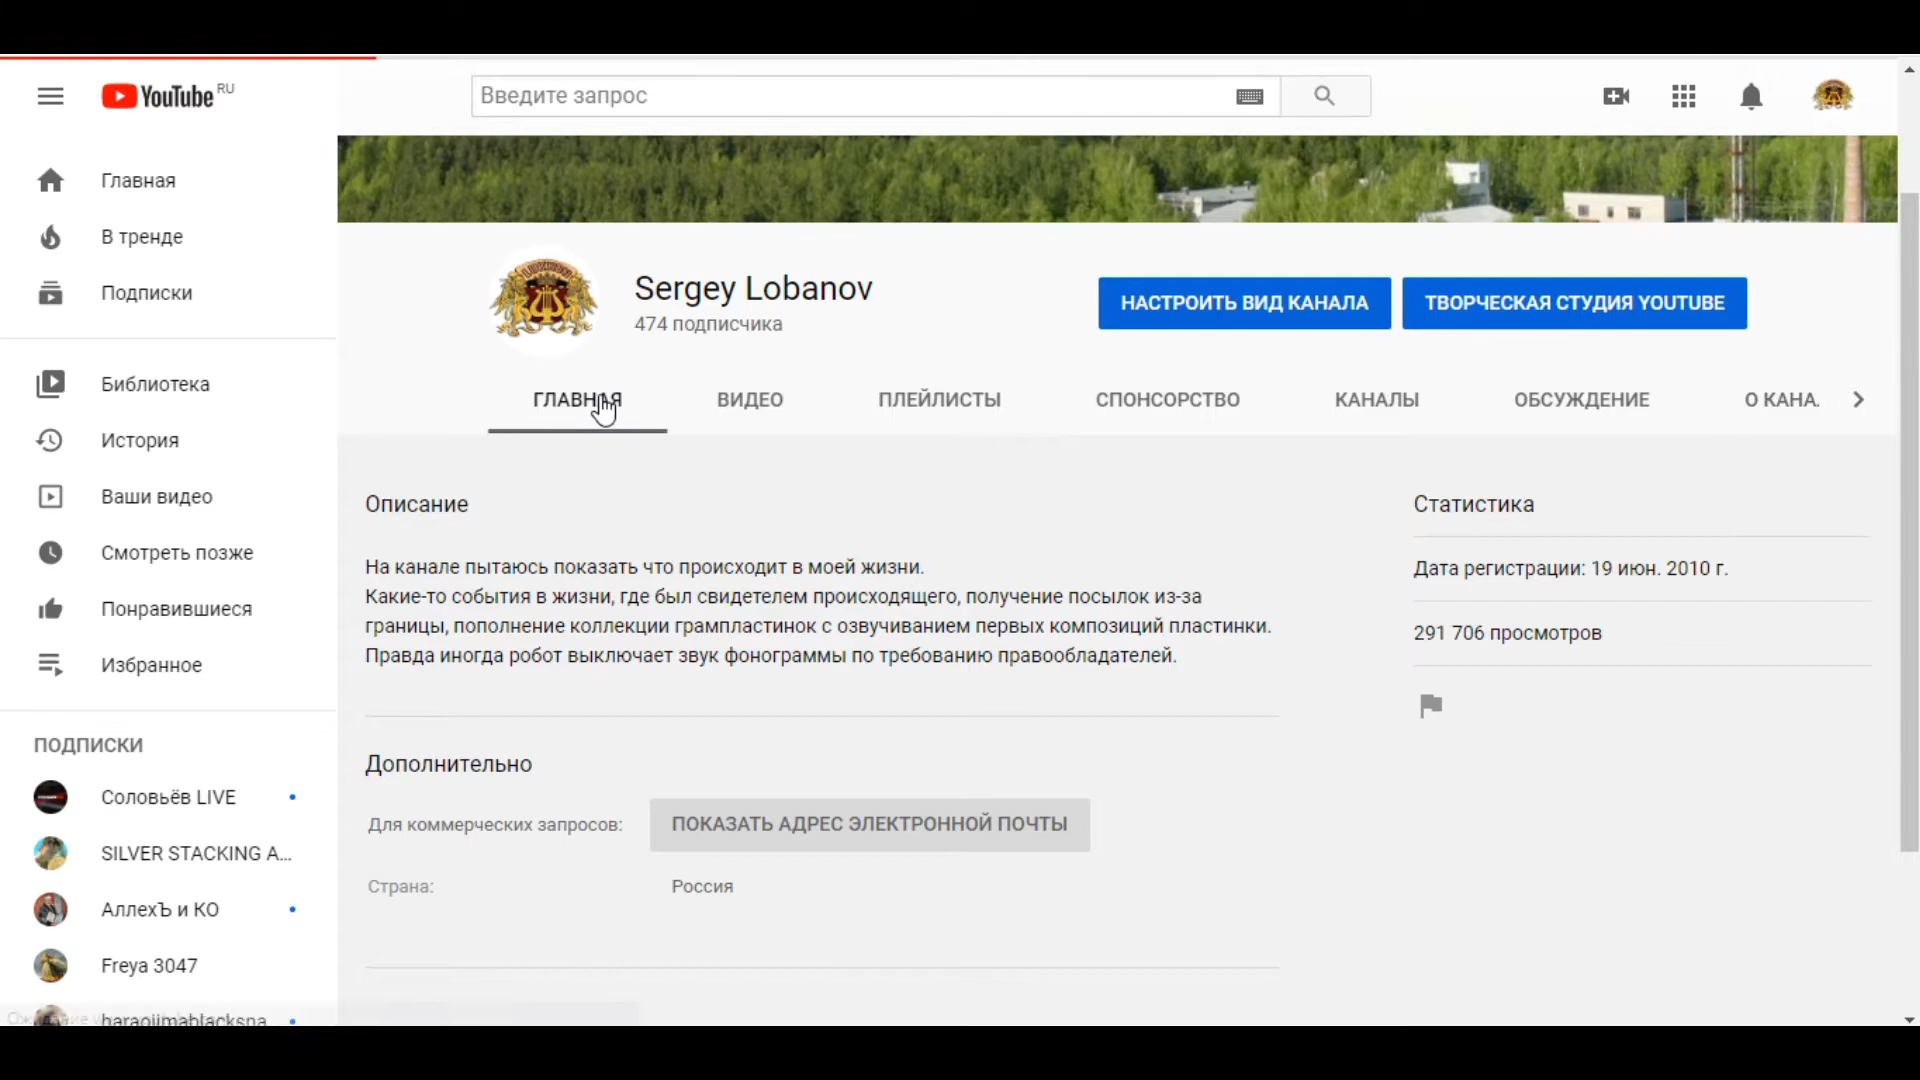 YouTube RU
Введите запрос
Главная
В тренде
Подписки
Библиотека
История
Ваши видео
Смотреть позже
Понравившиеся
Избранное
ПОДПИСКИ
Соловьёв LIVE
SILVER STACKING A...
АллехЪ и КО
Freya 3047
Sergey Lobanov
474 подписчика
НАСТРОИТЬ ВИД КАНАЛА
ТВОРЧЕСКАЯ СТУДИЯ YOUTUBE
ГЛАВНАЯ
ВИДЕО
ПЛЕЙЛИСТЫ
СПОНСОРСТВО
КАНАЛЫ
ОБСУЖДЕНИЕ
О КАНА.
Описание
На канале пытаюсь показать что происходит в моей жизни.
Какие-то события в жизни, где был свидетелем происходящего, получение посылок из-за
границы, пополнение коллекции грампластинок с озвучиванием первых композиций пластинки.
Правда иногда робот выключает звук фонограммы по требованию правообладателей.
Дополнительно
Для коммерческих запросов:
ПОКАЗАТЬ АДРЕС ЭЛЕКТРОННОЙ ПОЧТЫ
Страна:
Россия
Статистика
Дата регистрации: 19 июн. 2010 г.
291 706 просмотров